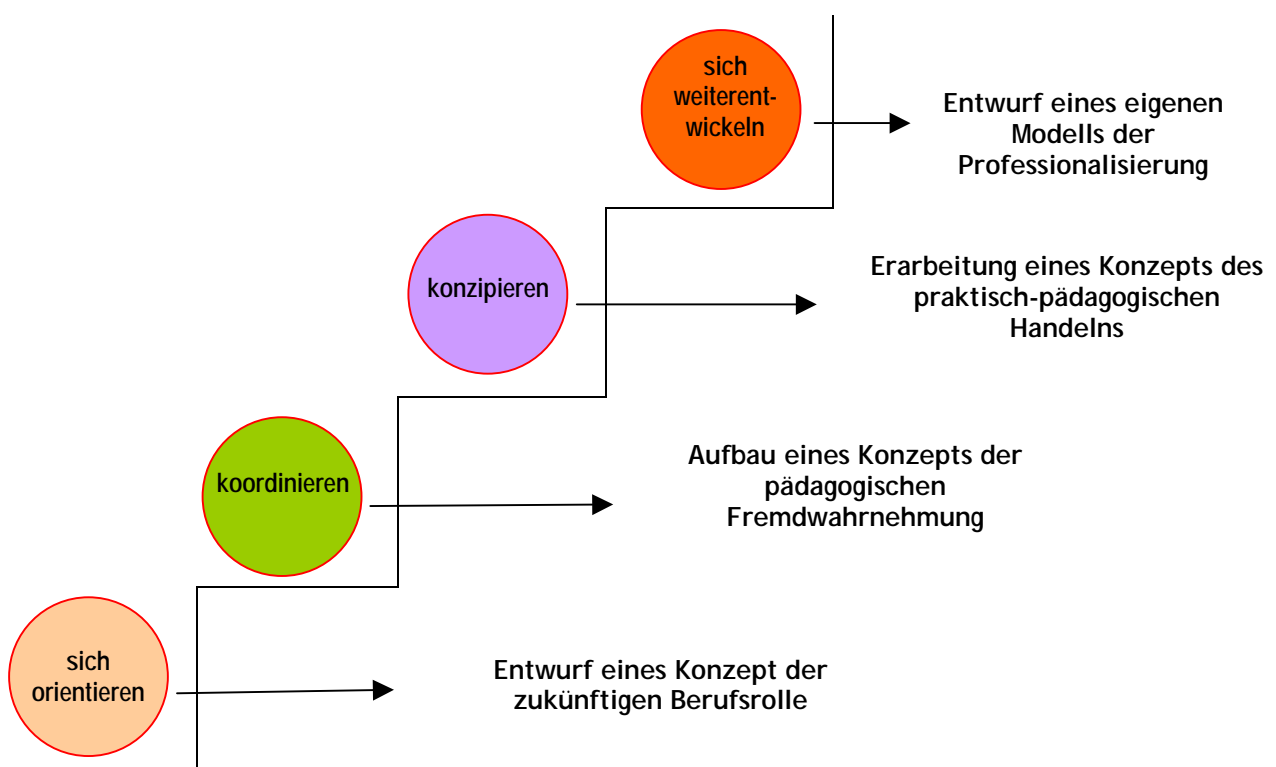 sich
weiterent-
wickeln
Entwurf eines eigenen
Modells der
Professionalisierung
konzipieren
Erarbeitung eines Konzepts des
praktisch-pädagogischen
Handelns
koordinieren
Aufbau eines Konzepts der
pädagogischen
Fremdwahrnehmung
sich
orientieren
Entwurf eines Konzept der
zukünftigen Berufsrolle